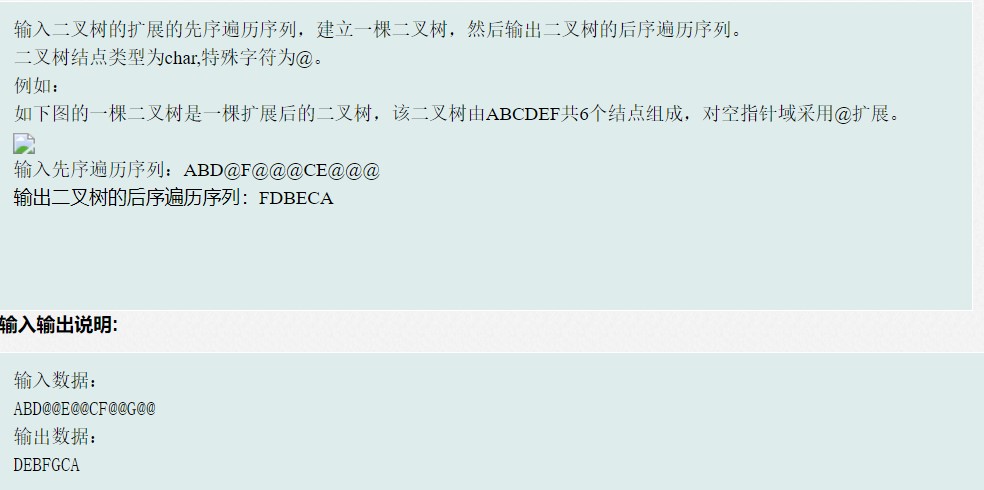 输入二叉树的扩展的先序遍历序列，建立一棵二叉树，然后输出二叉树的后序遍历序列。
二叉树结点类型为char,特殊字符为@。
例如：
如下图的一棵二叉树是一棵扩展后的二叉树，该二叉树由ABCDEF共6个结点组成，对空指针域采用@扩展。
输入先序遍历序列：ABD@F@@@CE@@@
输出二叉树的后序遍历序列：FDBECA
输入输出说明:
输入数据：
ABD@@E@@CF@@G@@
输出数据：
DEBFGCA